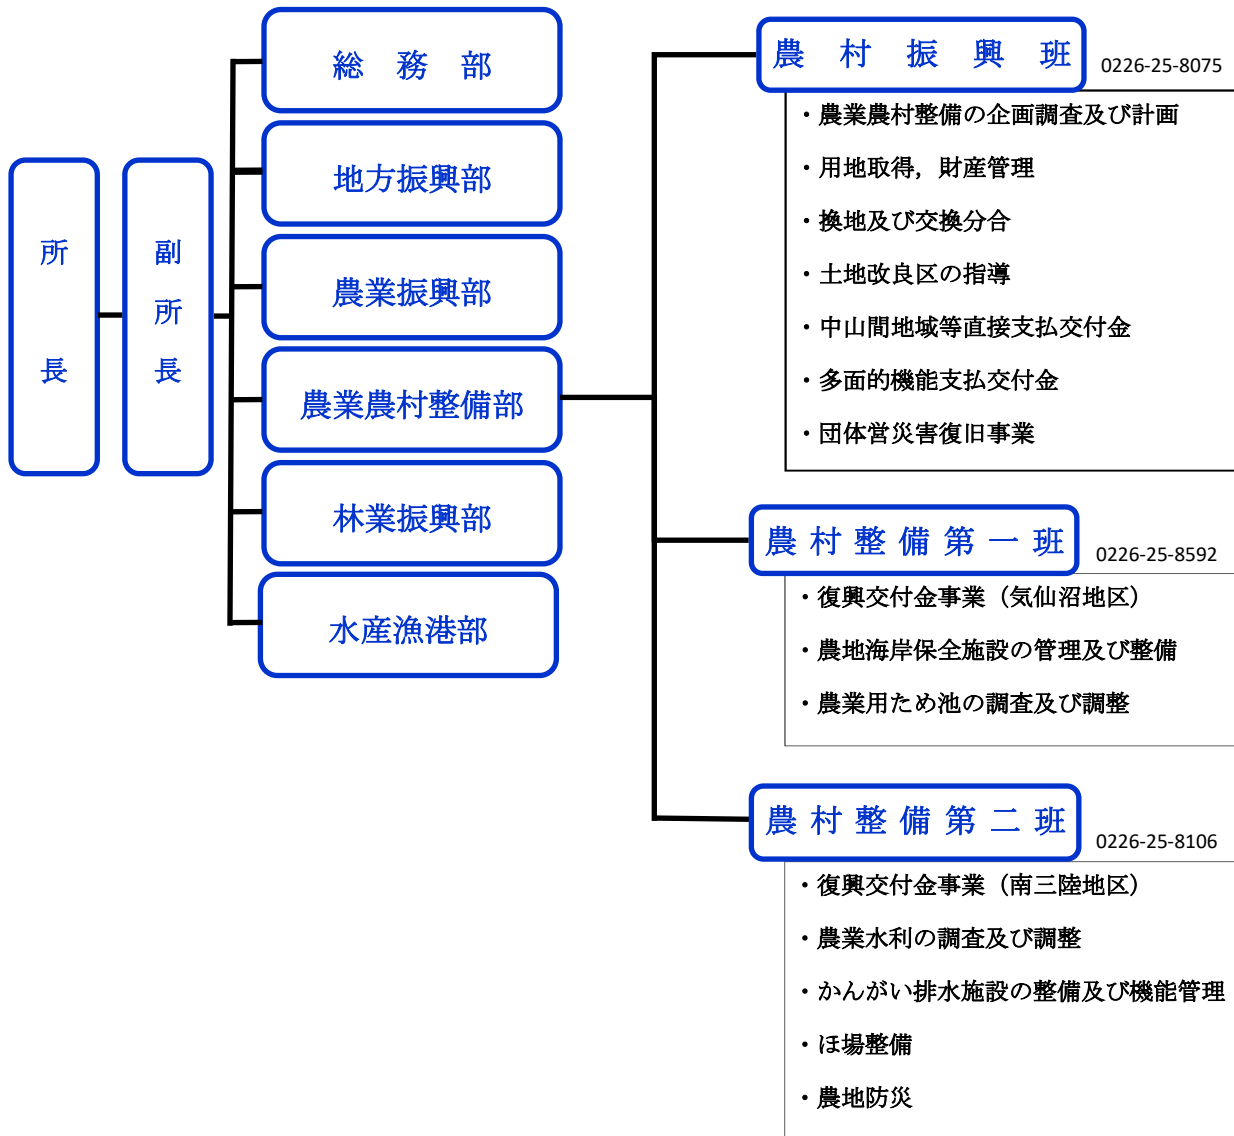 所長
副所長
総務部
地方振興部
農業振興部
農業農村整備部
林業振興部
水産漁港部
農村振興班
0226-25-8075
・農業農村整備の企画調査及び計画
・用地取得，財産管理
・換地及び交換分合
・土地改良区の指導
・中山間地域等直接支払交付金
・多面的機能支払交付金
・団体営災害復旧事業
農村整備第一班
0226-25-8592
・復興交付金事業（気仙沼地区）
・農地海岸保全施設の管理及び整備
・農業用ため池の調査及び調整
農村整備第二班
0226-25-8106
・復興交付金事業（南三陸地区）
・農業水利の調査及び調整
・かんがい排水施設の整備及び機能管理
・ほ場整備
・農地防災